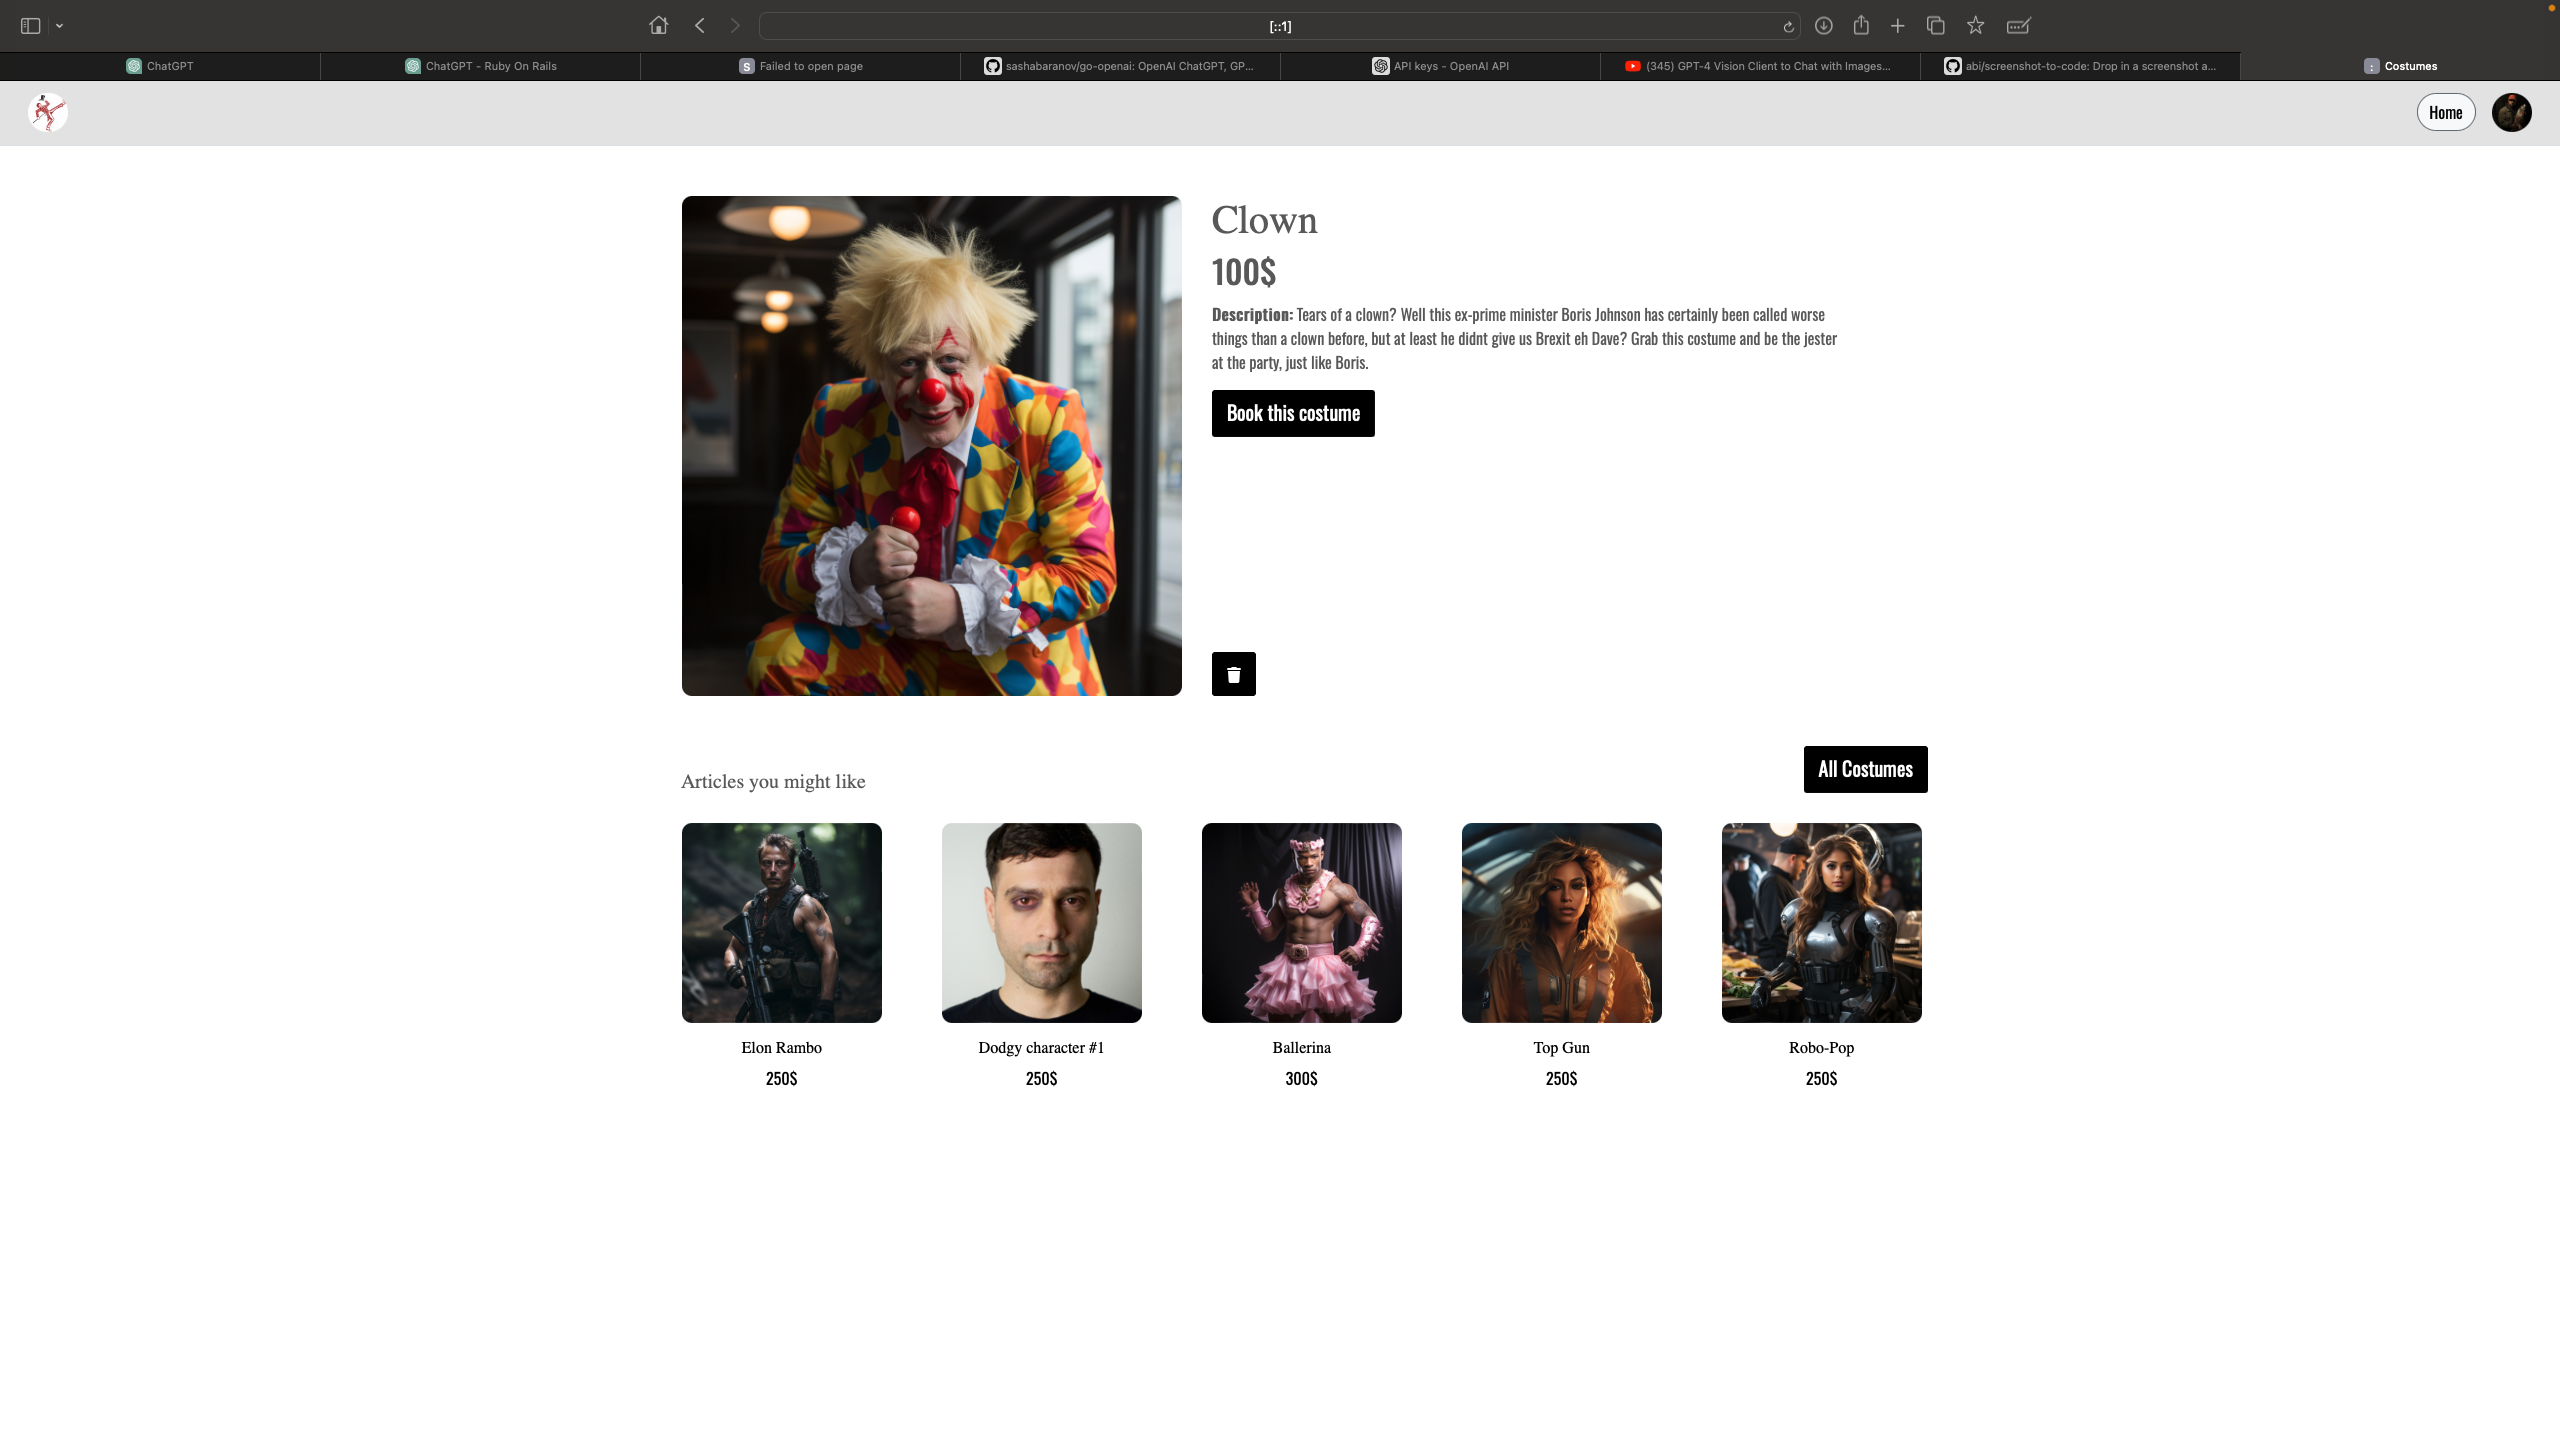 [::1]
ChatGPT
ChatGPT - Ruby On Rails
S Failed to open page
sashabaranov/go-openai: OpenAI ChatGPT, GP...
API keys - OpenAI API
(345) GPT-4 Vision Client to Chat with Images...
abi/screenshot-to-code: Drop in a screenshot a...
: Costumes
Home
Clown
100$
Description: Tears of a clown? Well this ex-prime minister Boris Johnson has certainly been called worse
things than a clown before, but at least he didnt give us Brexit eh Dave? Grab this costume and be the jester
at the party, just like Boris.
Book this costume
All Costumes
Articles you might like
Elon Rambo
250$
Dodgy character #1
250$
Ballerina
300$
Top Gun
250$
Robo-Pop
250$